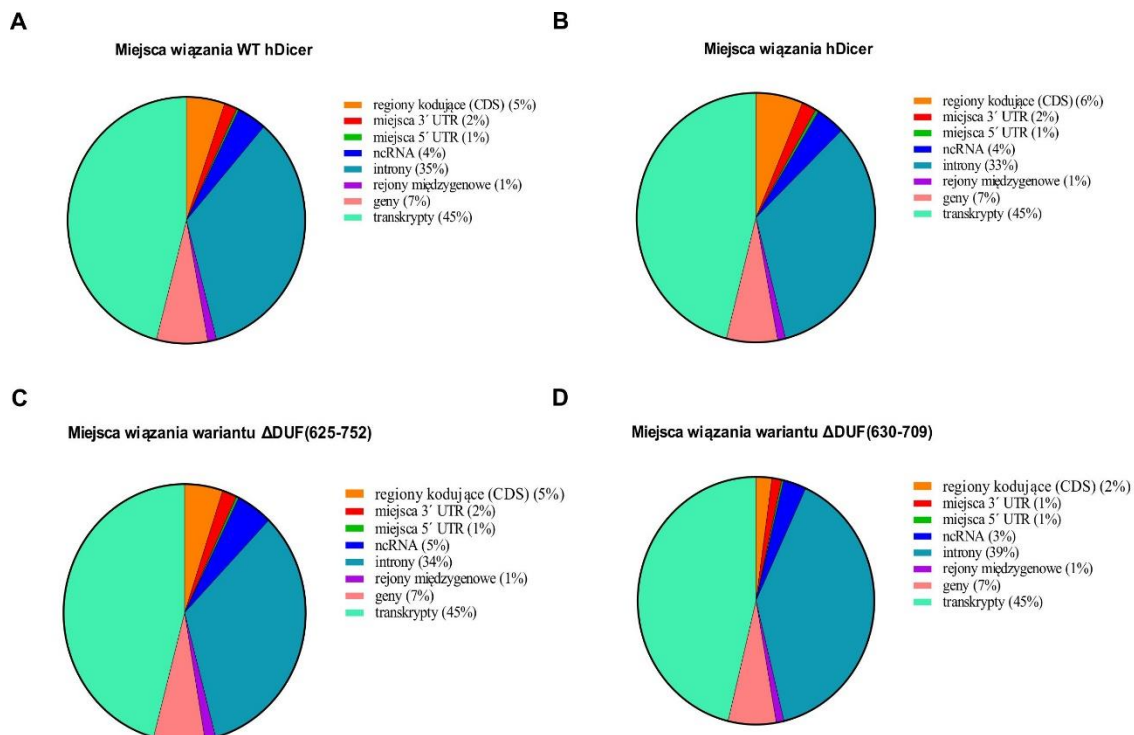 A
Miejsca wiązania WT hDicer
regiony kodujące (CDS) (5%)
miejsca 3´ UTR (2%)
miejsca 5´ UTR (1%)
ncRNA (4%)
introny (35%)
rejony międzygenowe (1%)
geny (7%)
transkrypty (45%)
B
Miejsca wiązania hDicer
regiony kodujące (CDS) (6%)
miejsca 3´ UTR (2%)
miejsca 5´ UTR (1%)
ncRNA (4%)
introny (33%)
rejony międzygenowe (1%)
geny (7%)
transkrypty (45%)
C
Miejsca wiązania wariantu ΔDUF(625-752)
regiony kodujące (CDS) (5%)
miejsca 3´ UTR (2%)
miejsca 5´ UTR (1%)
ncRNA (5%)
introny (34%)
rejony międzygenowe (1%)
geny (7%)
transkrypty (45%)
D
Miejsca wiązania wariantu ΔDUF(630-709)
regiony kodujące (CDS) (2%)
miejsca 3´ UTR (1%)
miejsca 5´ UTR (1%)
ncRNA (3%)
introny (39%)
rejony międzygenowe (1%)
geny (7%)
transkrypty (45%)